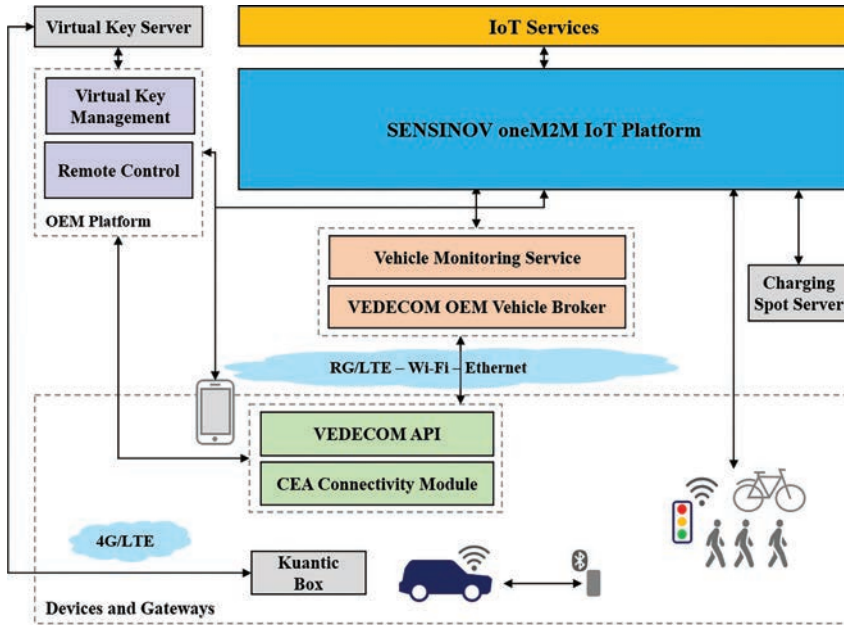 Virtual Key Server
IoT Services
Virtual Key
Management
SENSINOV oneM2M IoT Platform
Remote Control
OEM Platform
Vehicle Monitoring Service
VEDECOM OEM Vehicle Broker
Charging
Spot Server
RG/LTE – Wi-Fi – Ethernet
VEDECOM API
CEA Connectivity Module
4G/LTE
Kuantic
Box
Devices and Gateways